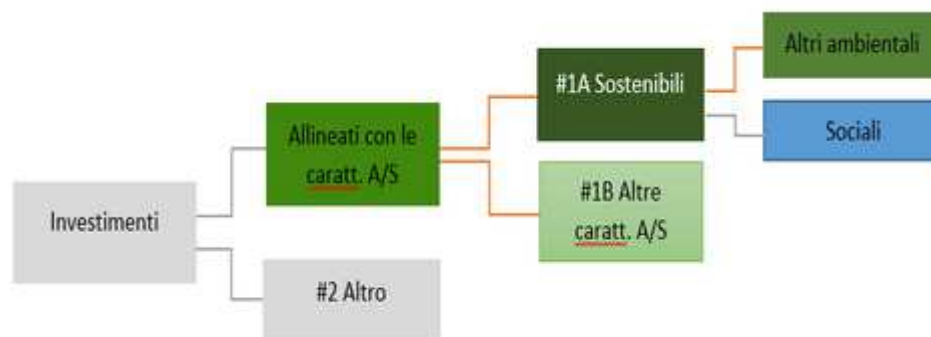 Investimenti
Allineati con le
caratt. A/S
#2 Altro
#1A Sostenibili
#1B Altre
caratt. A/S
Altri ambientali
Sociali